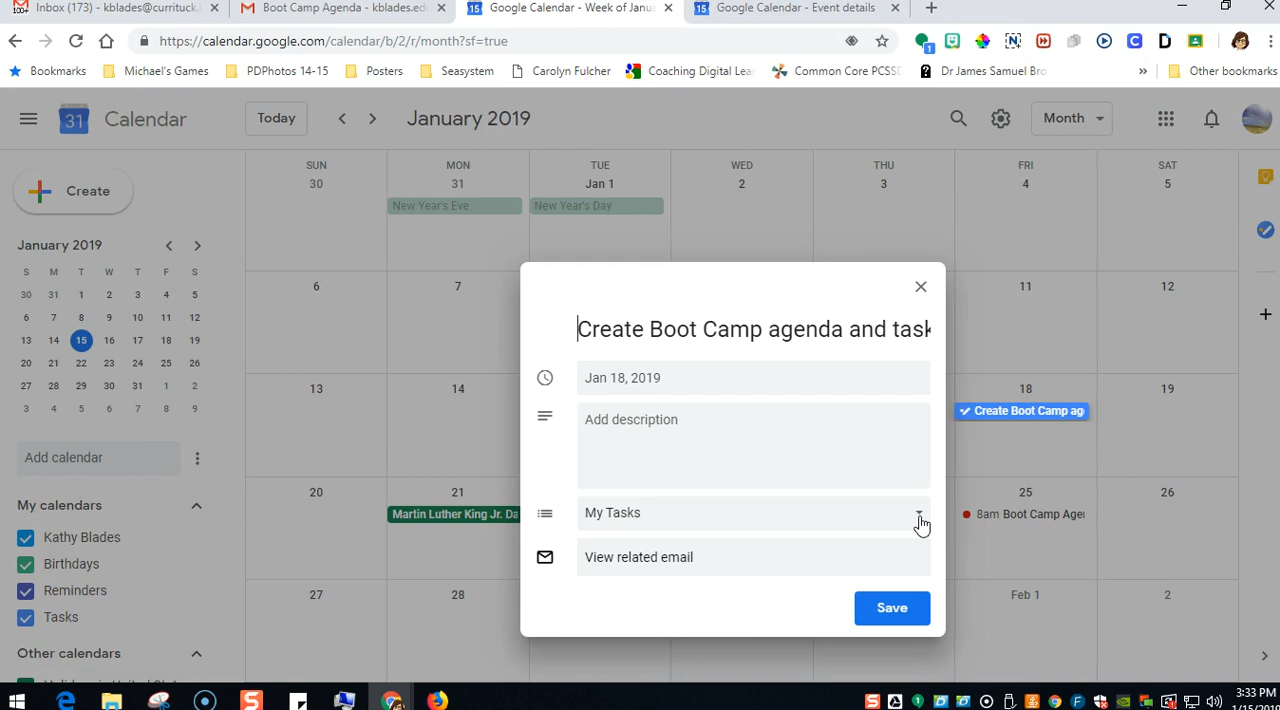 100+ Inbox (173) - kblades@currituck.
Boot Camp Agenda - kblades.ed
Google Calendar - Week of Janu
Google Calendar - Event details
https://calendar.google.com/calendar/b/2/r/month?sf=true
Bookmarks Michael's Games PDPhotos 14-15 Posters Seasystem Carolyn Fulcher Coaching Digital Lea Common Core PCSSD Dr James Samuel Bro » Other bookmarks
31 Calendar Today January 2019 Month
Create
SUN MON TUE WED THU FRI SAT
30 31 Jan 1 2 3 4 5
New Year's Eve New Year's Day
January 2019
S M T W T F S
30 31 1 2 3 4 5
6 7 8 9 10 11 12
13 14 15 16 17 18 19
20 21 22 23 24 25 26
27 28 29 30 31 1 2
3 4 5 6 7 8 9
6 7 11 12
13 14 18 19
Create Boot Camp ag
20 21 25 26
Martin Luther King Jr. Da
8am Boot Camp Agen
27 28 Feb 1 2
Create Boot Camp agenda and task
Jan 18, 2019
Add description
My Tasks
View related email
Save
Add calendar
My calendars
Kathy Blades
Birthdays
Reminders
Tasks
Other calendars
3:33 PM